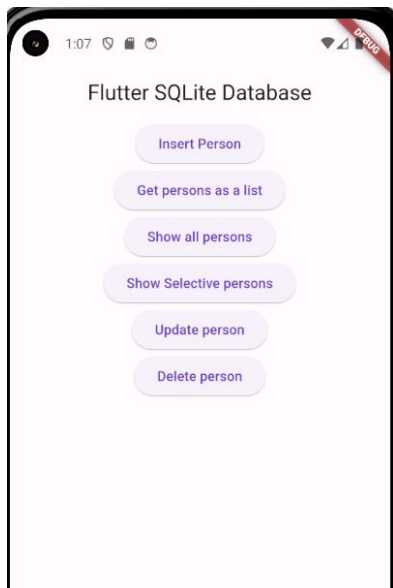 1:07
DEBUG
Flutter SQLite Database
Insert Person
Get persons as a list
Show all persons
Show Selective persons
Update person
Delete person